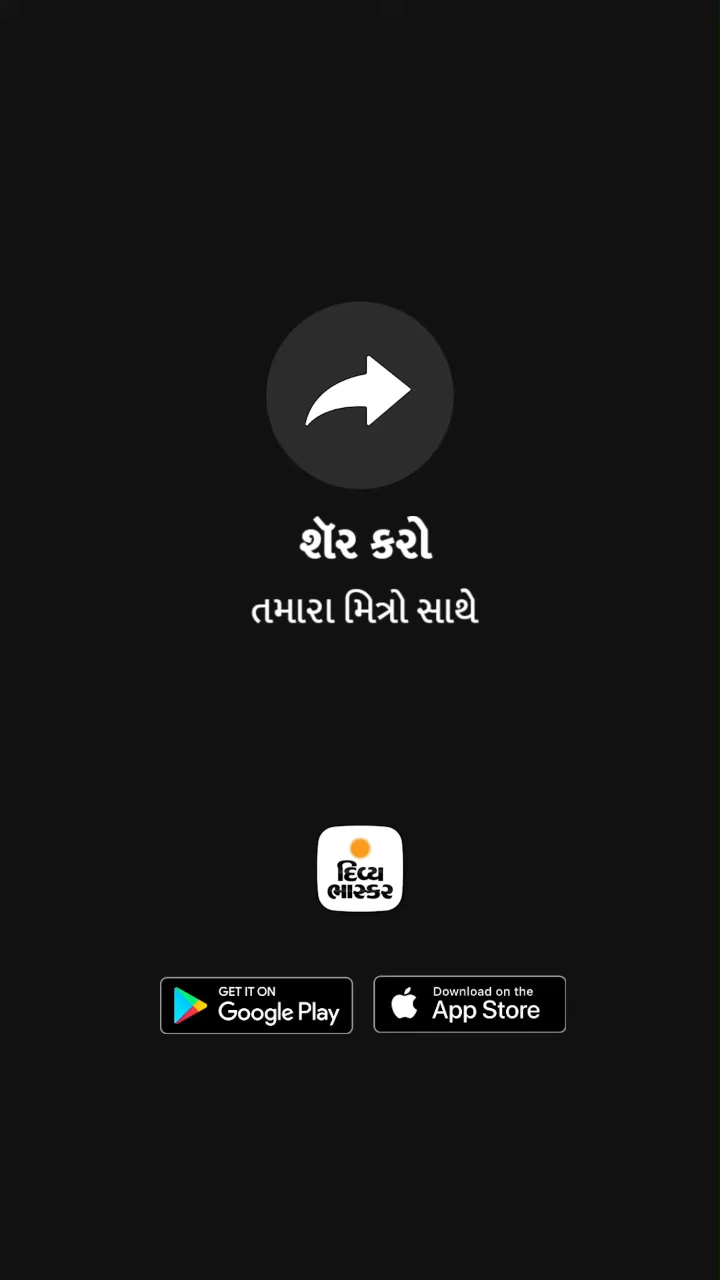 શૅર કરો
તમારા મિત્રો સાથે
દિવ્ય
ભાસ્કર
GET IT ON
Google Play
Download on the
App Store